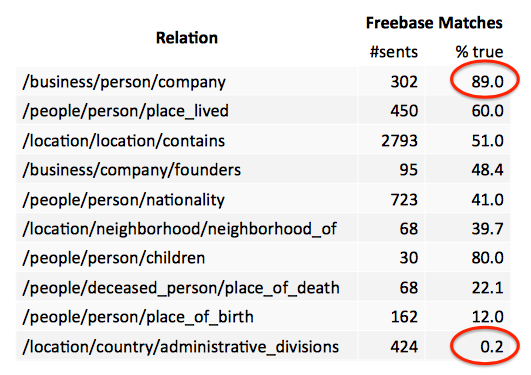 Freebase Matches
Relation
#sents % true
/business/person/company 302 89.0
/people/person/place_lived 450 60.0
/location/location/contains 2793 51.0
/business/company/founders 95 48.4
/people/person/nationality 723 41.0
/location/neighborhood/neighborhood_of 68 39.7
/people/person/children 30 80.0
/people/deceased_person/place_of_death 68 22.1
/people/person/place_of_birth 162 12.0
/location/country/administrative_divisions 424 0.2